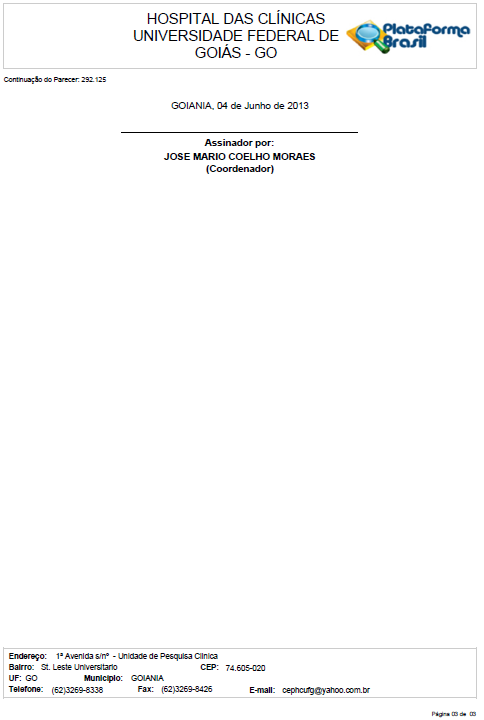 HOSPITAL DAS CLÍNICAS
UNIVERSIDADE FEDERAL DE
GOIÁS - GO
Plataforma
Brasil
Continuação do Parecer: 292.125
GOIANIA, 04 de Junho de 2013
Assinador por:
JOSE MARIO COELHO MORAES
(Coordenador)
Endereço: 1ª Avenida s/nº - Unidade de Pesquisa Clínica
Bairro: St. Leste Universitario CEP: 74.605-020
UF: GO Município: GOIANIA
Telefone: (62)3269-8338 Fax: (62)3269-8426 E-mail: cephcufg@yahoo.com.br
Página 03 de 03